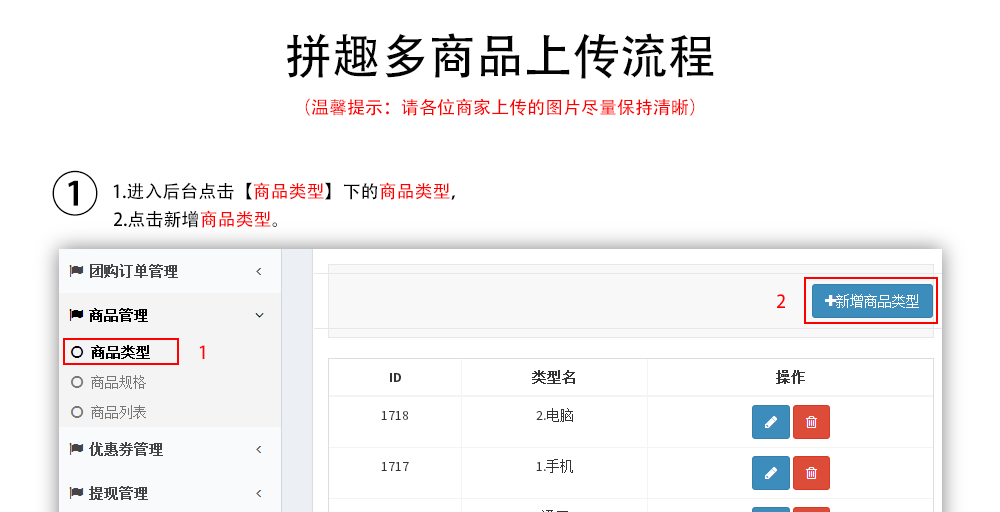 拼趣多商品上传流程
（温馨提示：请各位商家上传的图片尽量保持清晰）
1
1.进入后台点击【商品类型】下的商品类型,
2.点击新增商品类型。
团购订单管理
商品管理
商品类型 1
商品规格
商品列表
优惠券管理
提现管理
2 新增商品类型
ID 类型名 操作
1718 2.电脑
1717 1.手机